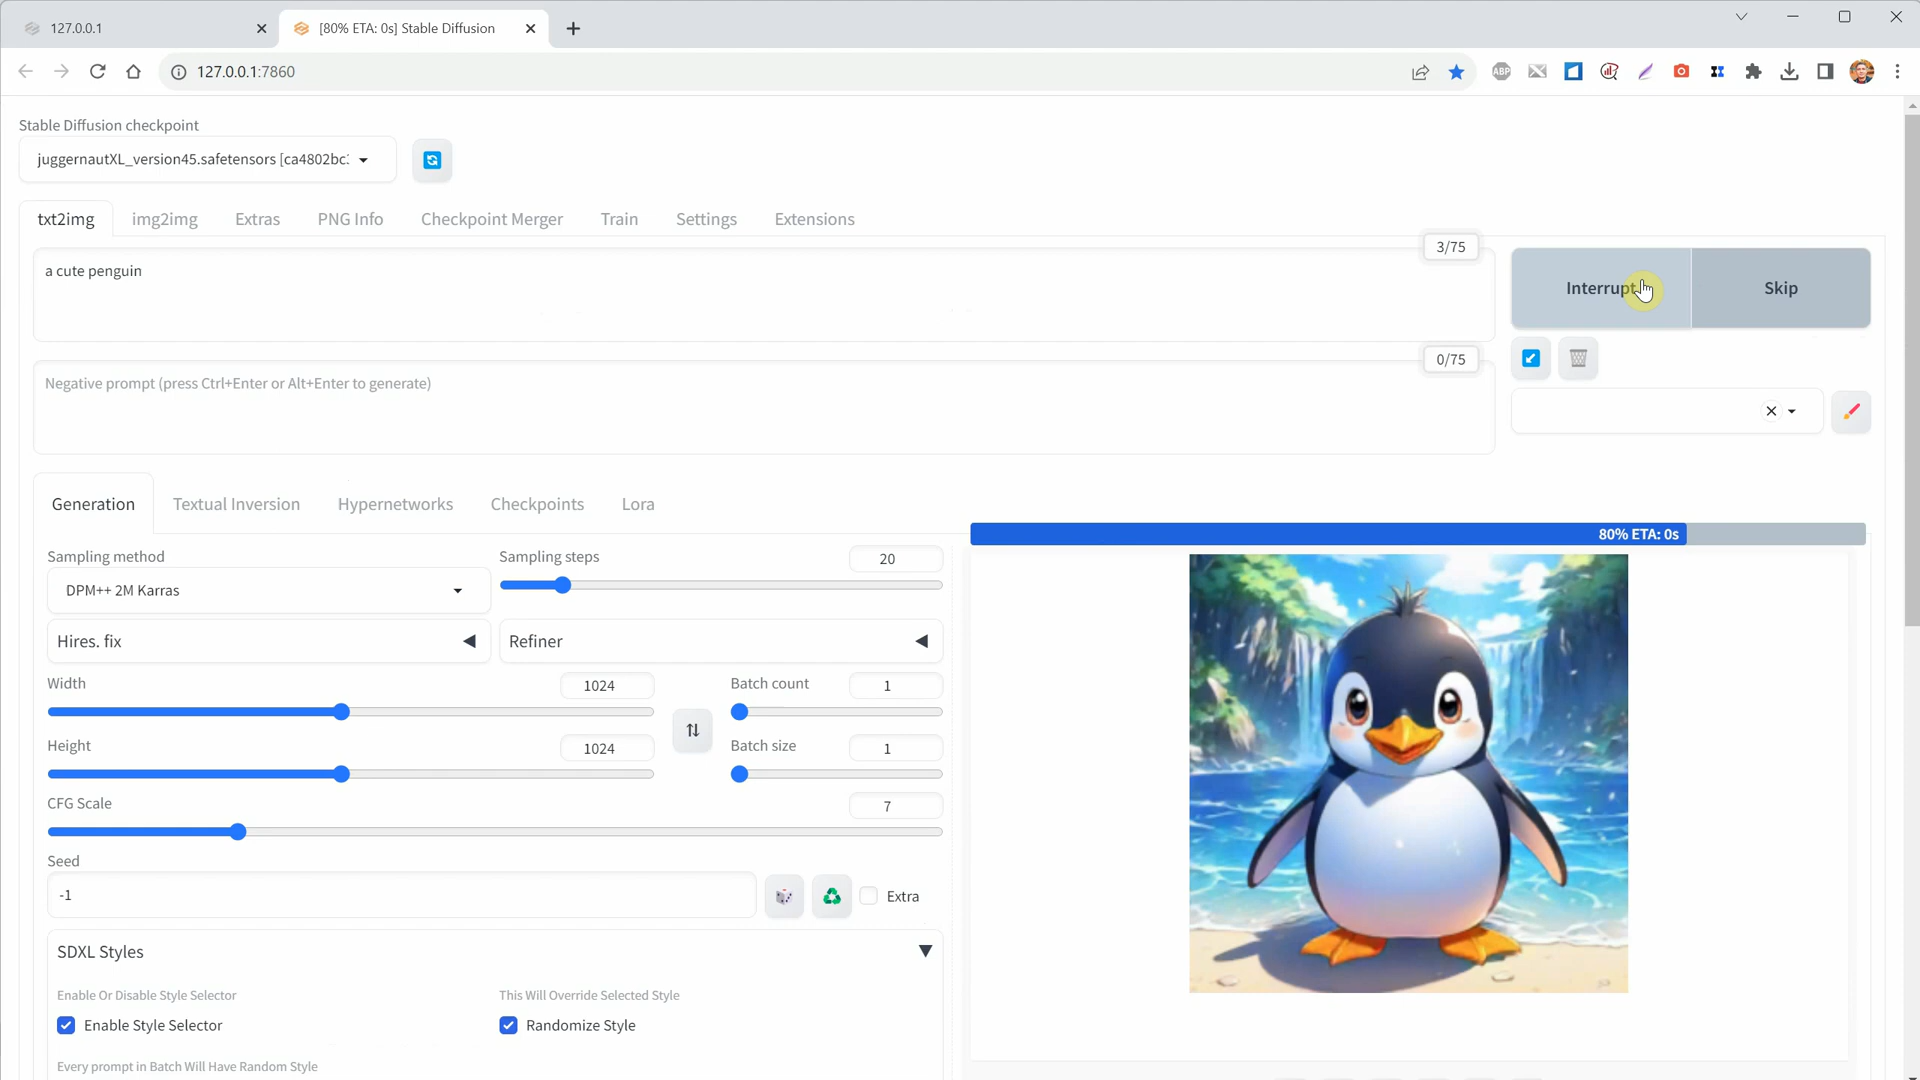 127.0.0.1
[80% ETA: 0s] Stable Diffusion
127.0.0.1:7860
ABP
Stable Diffusion checkpoint
juggernautXL_version45.safetensors [ca4802bc
txt2img
img2img
Extras
PNG Info
Checkpoint Merger
Train
Settings
Extensions
3/75
a cute penguin
Interrupt
Skip
0/75
Negative prompt (press Ctrl+Enter or Alt+Enter to generate)
Generation
Textual Inversion
Hypernetworks
Checkpoints
Lora
80% ETA: 0s
Sampling method
Sampling steps
20
DPM++ 2M Karras
Hires. fix
Refiner
Width
1024
Batch count
1
Height
1024
Batch size
1
CFG Scale
7
Seed
-1
Extra
SDXL Styles
Enable Or Disable Style Selector
This Will Override Selected Style
Enable Style Selector
Randomize Style
Every prompt in Batch Will Have Random Style